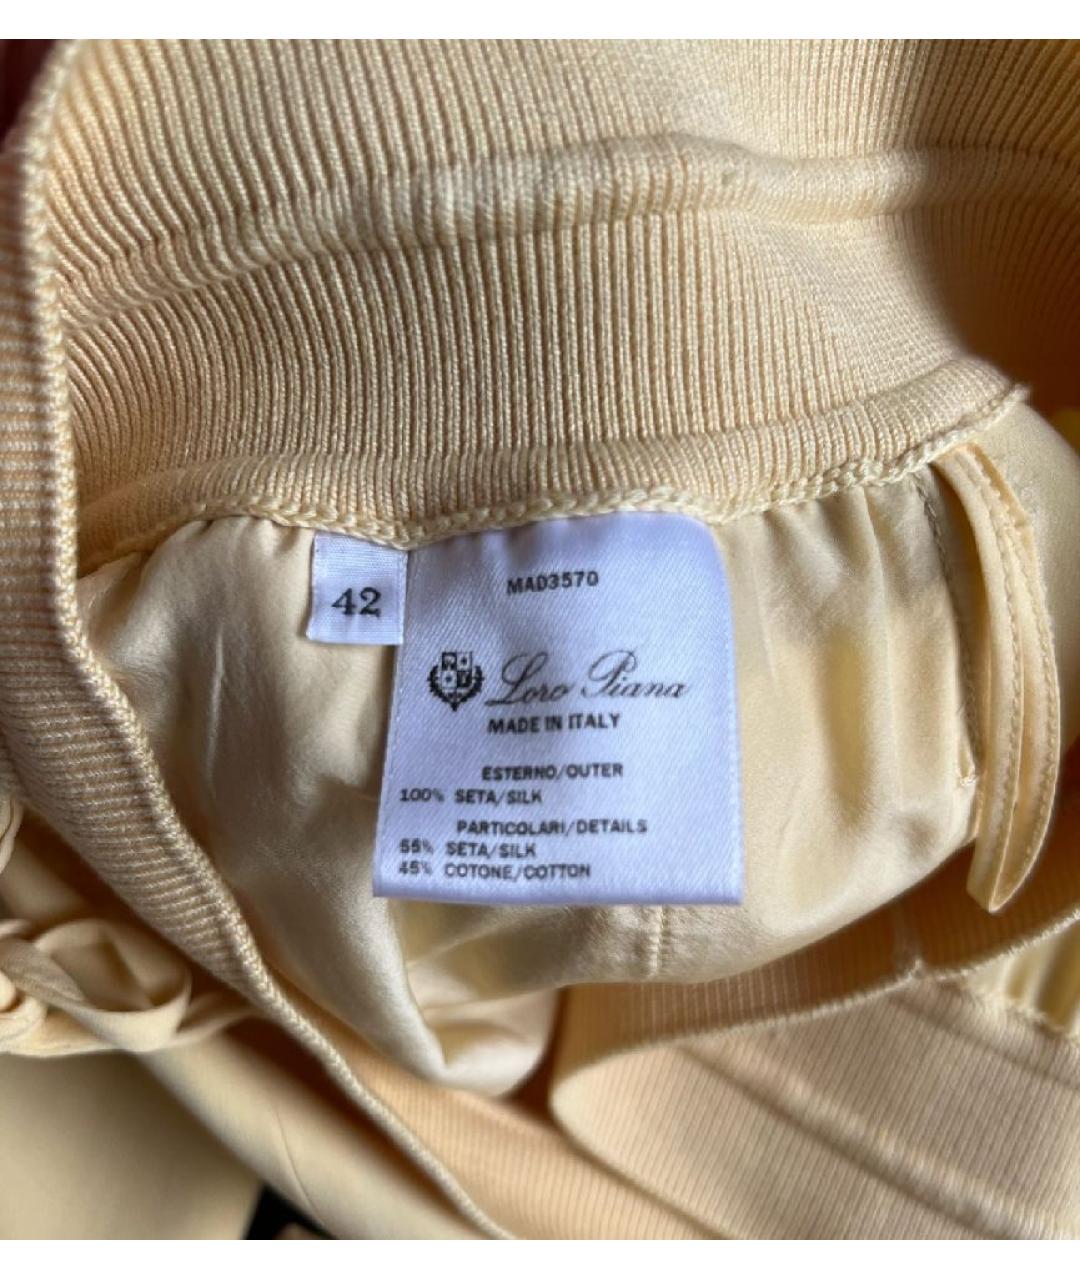 42
MAD3570
Loro Piana
MADE IN ITALY
ESTERNO/OUTER
100% SETA/SILK
PARTICOLARI/DETAILS
55% SETA/SILK
45% COTONE/COTTON